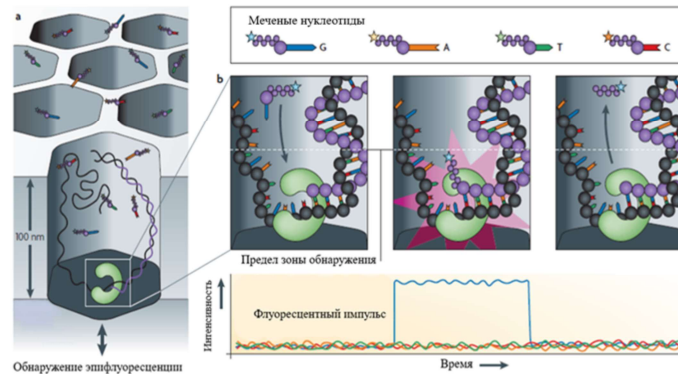 a
Меченые нуклеотиды
G
A
T
C
b
100 nm
Предел зоны обнаружения
Интенсивность
Флуоресцентный импульс
Время
Обнаружение эпифлуоресценции